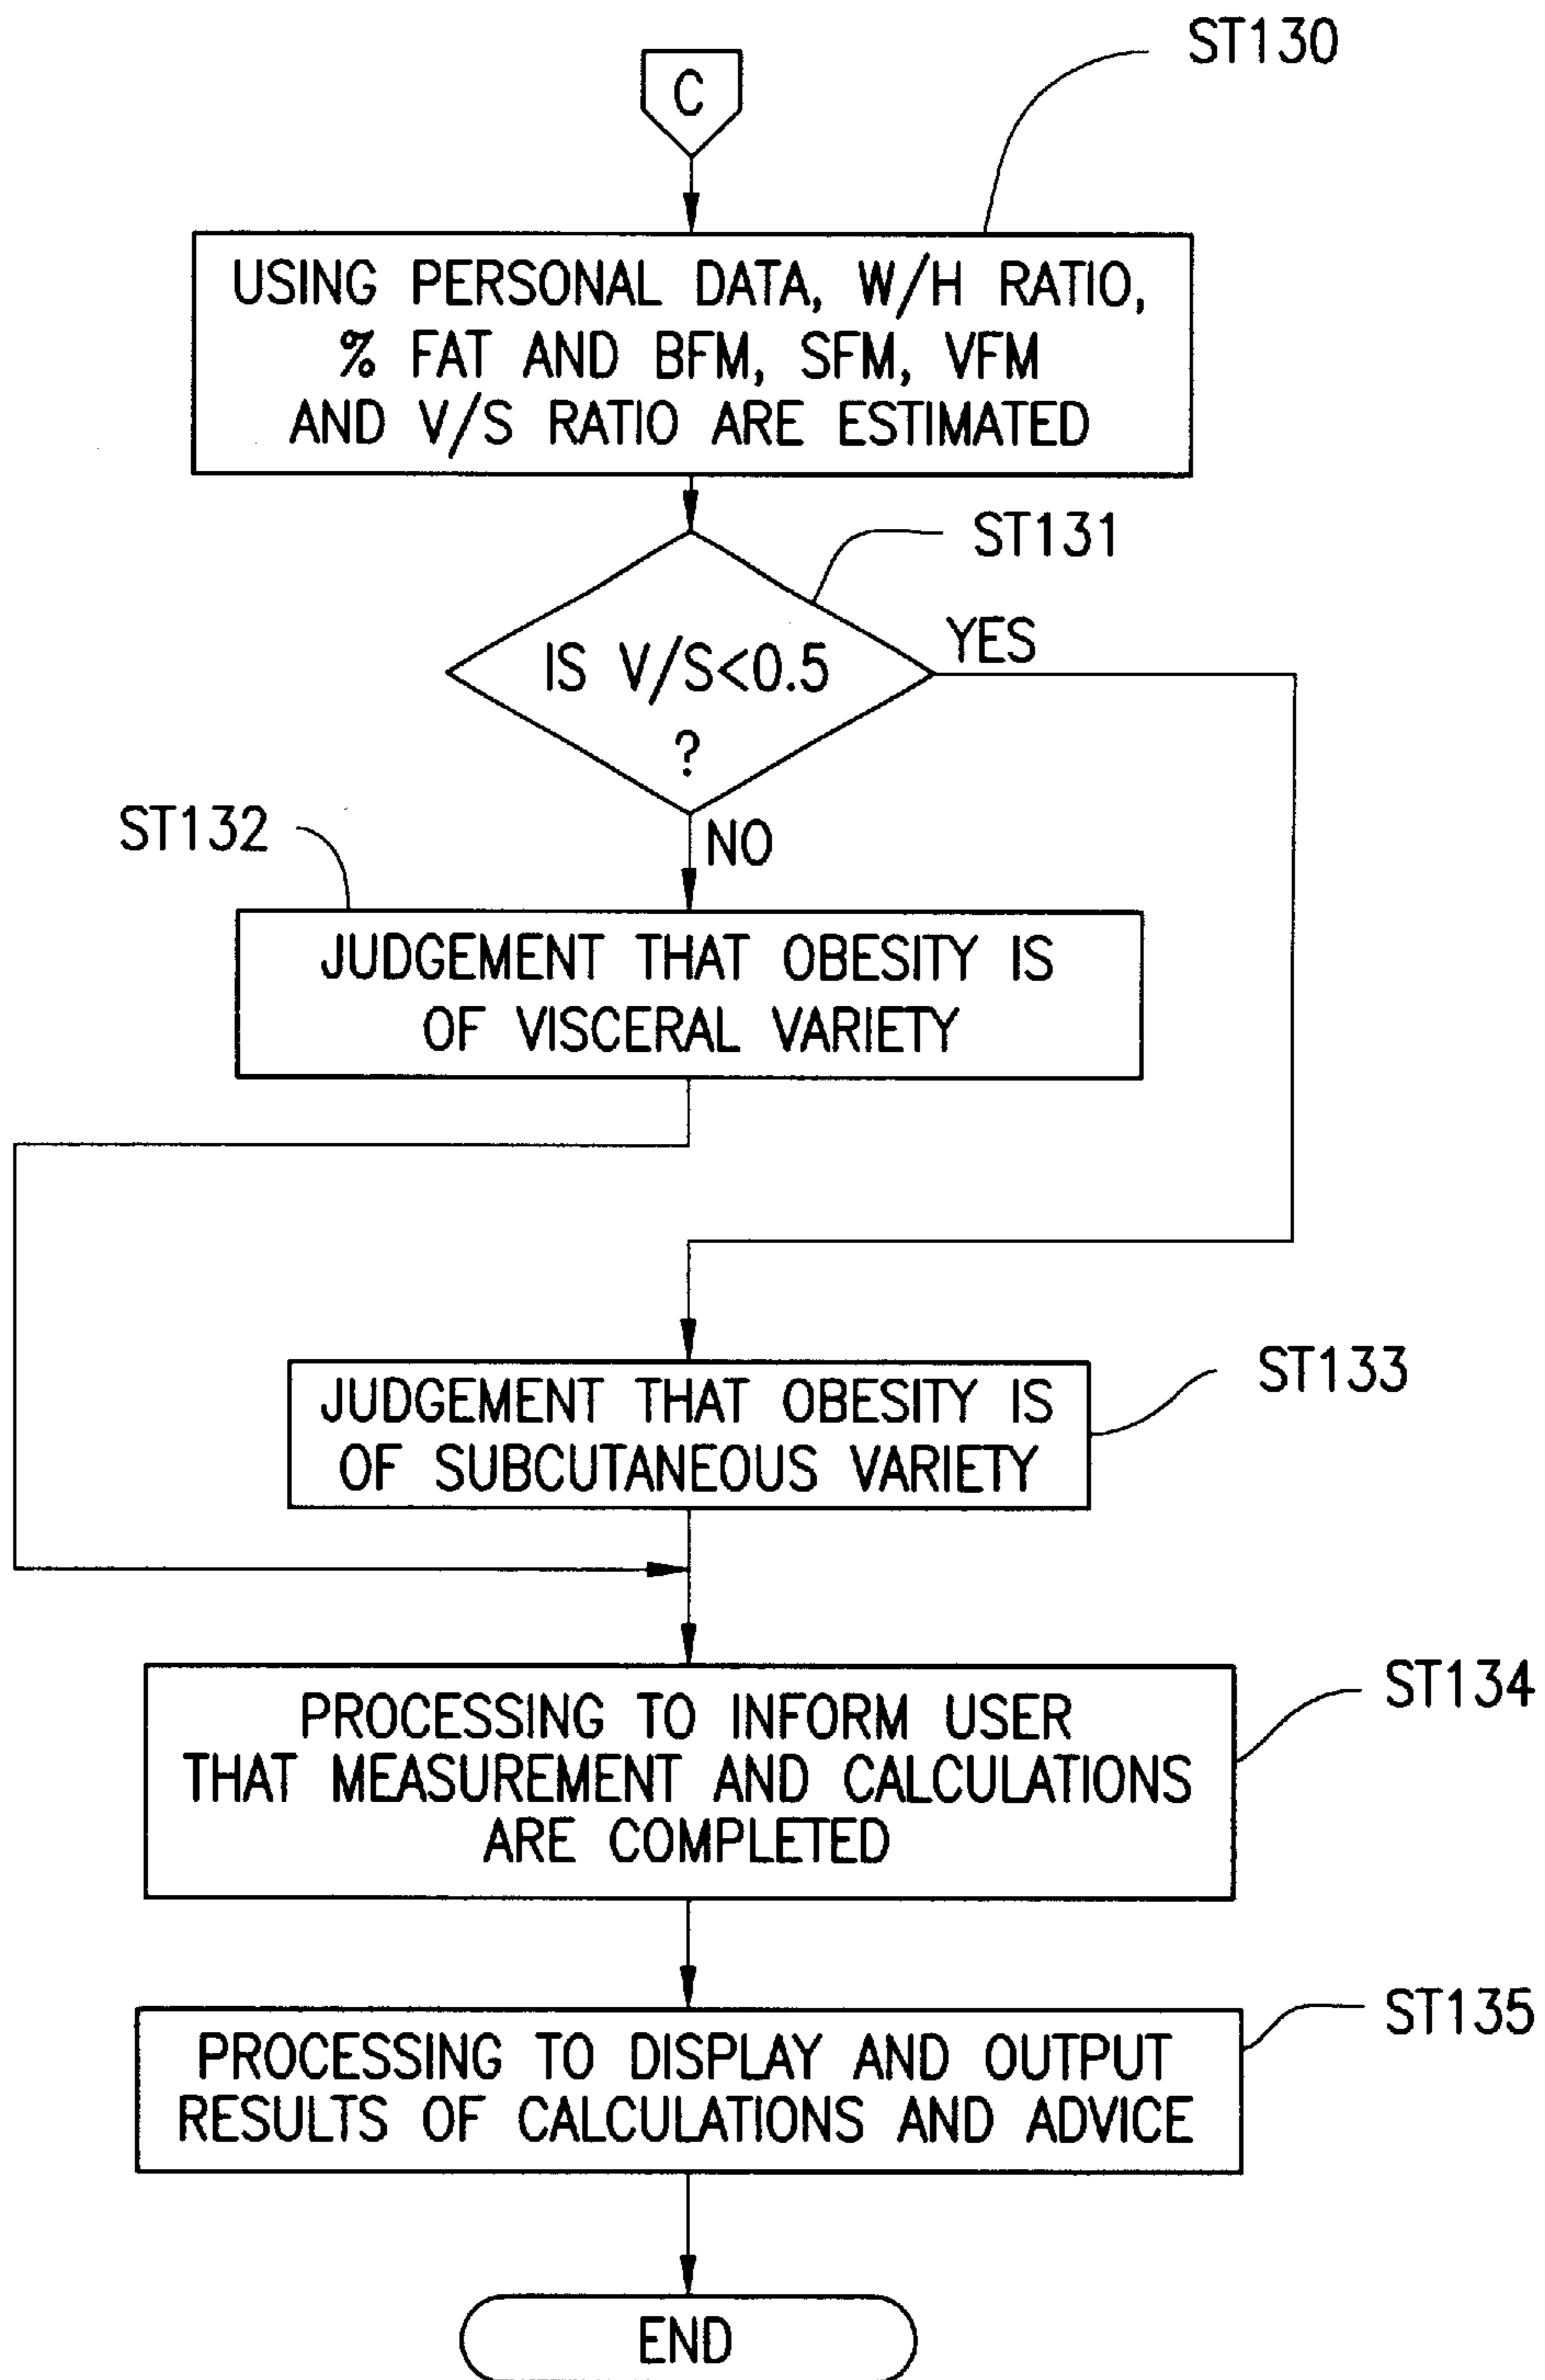 ST130
C
USING PERSONAL DATA, W/H RATIO,
% FAT AND BFM, SFM, VFM
AND V/S RATIO ARE ESTIMATED
ST131
IS V/S<0.5
?
YES
NO
ST132
JUDGEMENT THAT OBESITY IS
OF VISCERAL VARIETY
ST133
JUDGEMENT THAT OBESITY IS
OF SUBCUTANEOUS VARIETY
ST134
PROCESSING TO INFORM USER
THAT MEASUREMENT AND CALCULATIONS
ARE COMPLETED
ST135
PROCESSING TO DISPLAY AND OUTPUT
RESULTS OF CALCULATIONS AND ADVICE
END